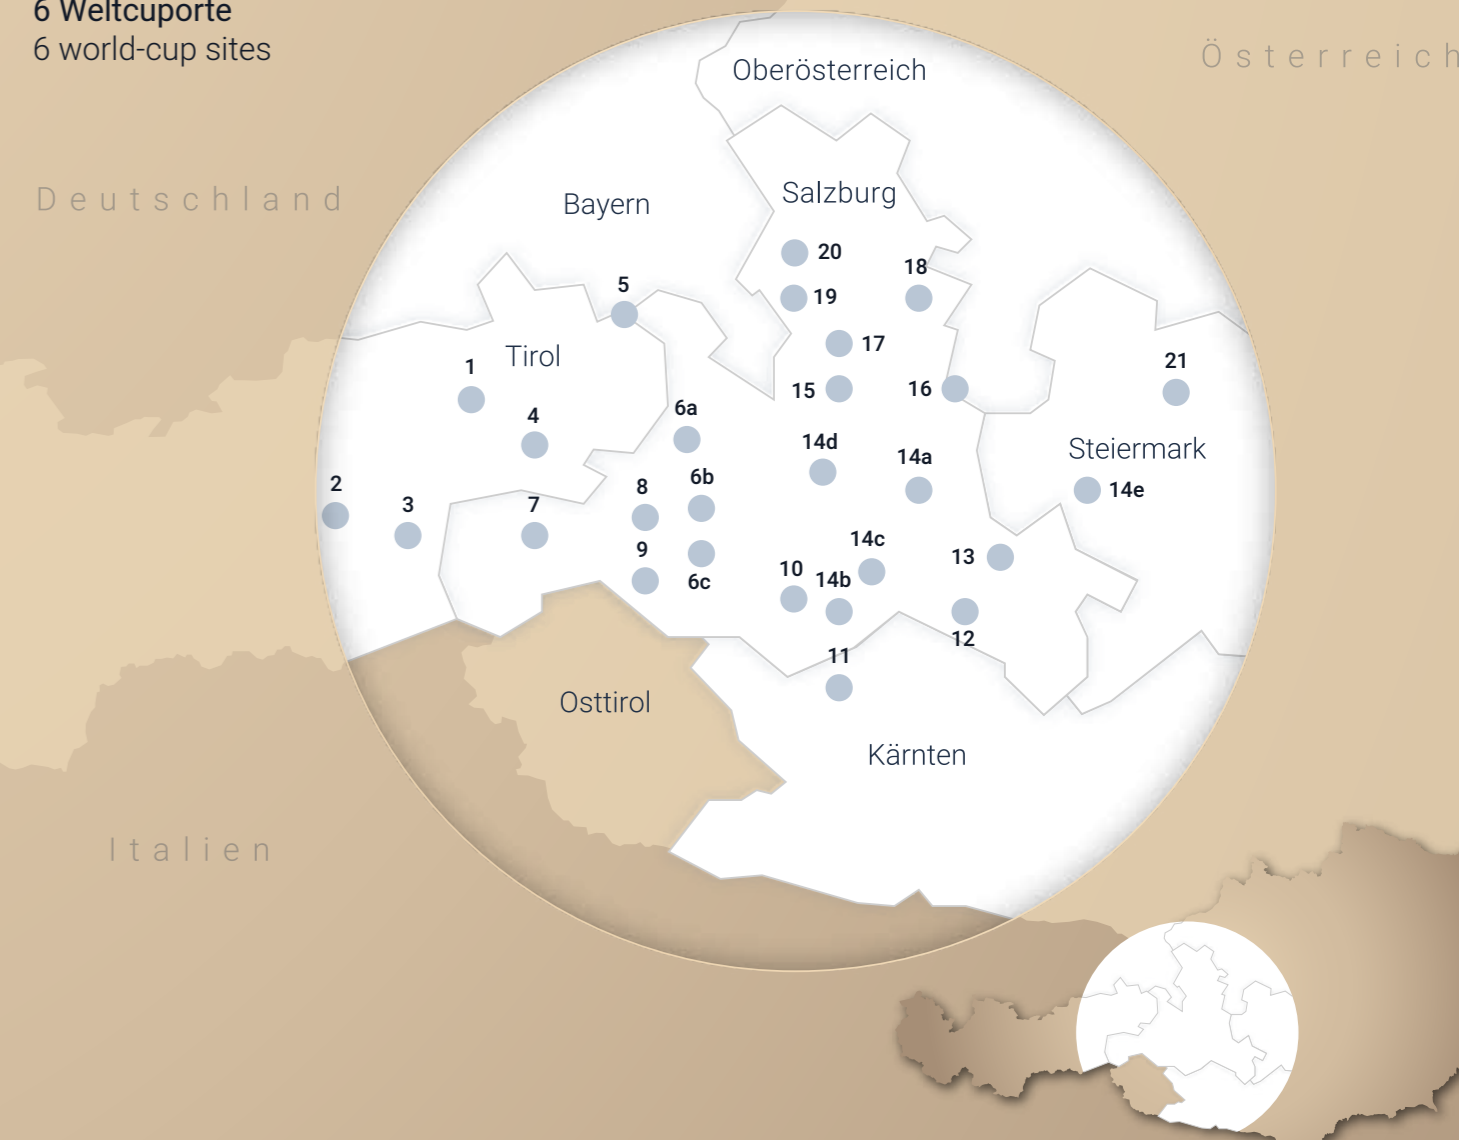 6 Weltcuporte
6 world-cup sites
Österreich
Oberösterreich
Deutschland
Bayern
Salzburg
20
18
5
19
17
1
Tirol
21
15
16
4
6a
14d
Steiermark
14a
2
8
6b
14e
3
7
14c
9
13
10
14b
6c
12
11
Osttirol
Kärnten
Italien